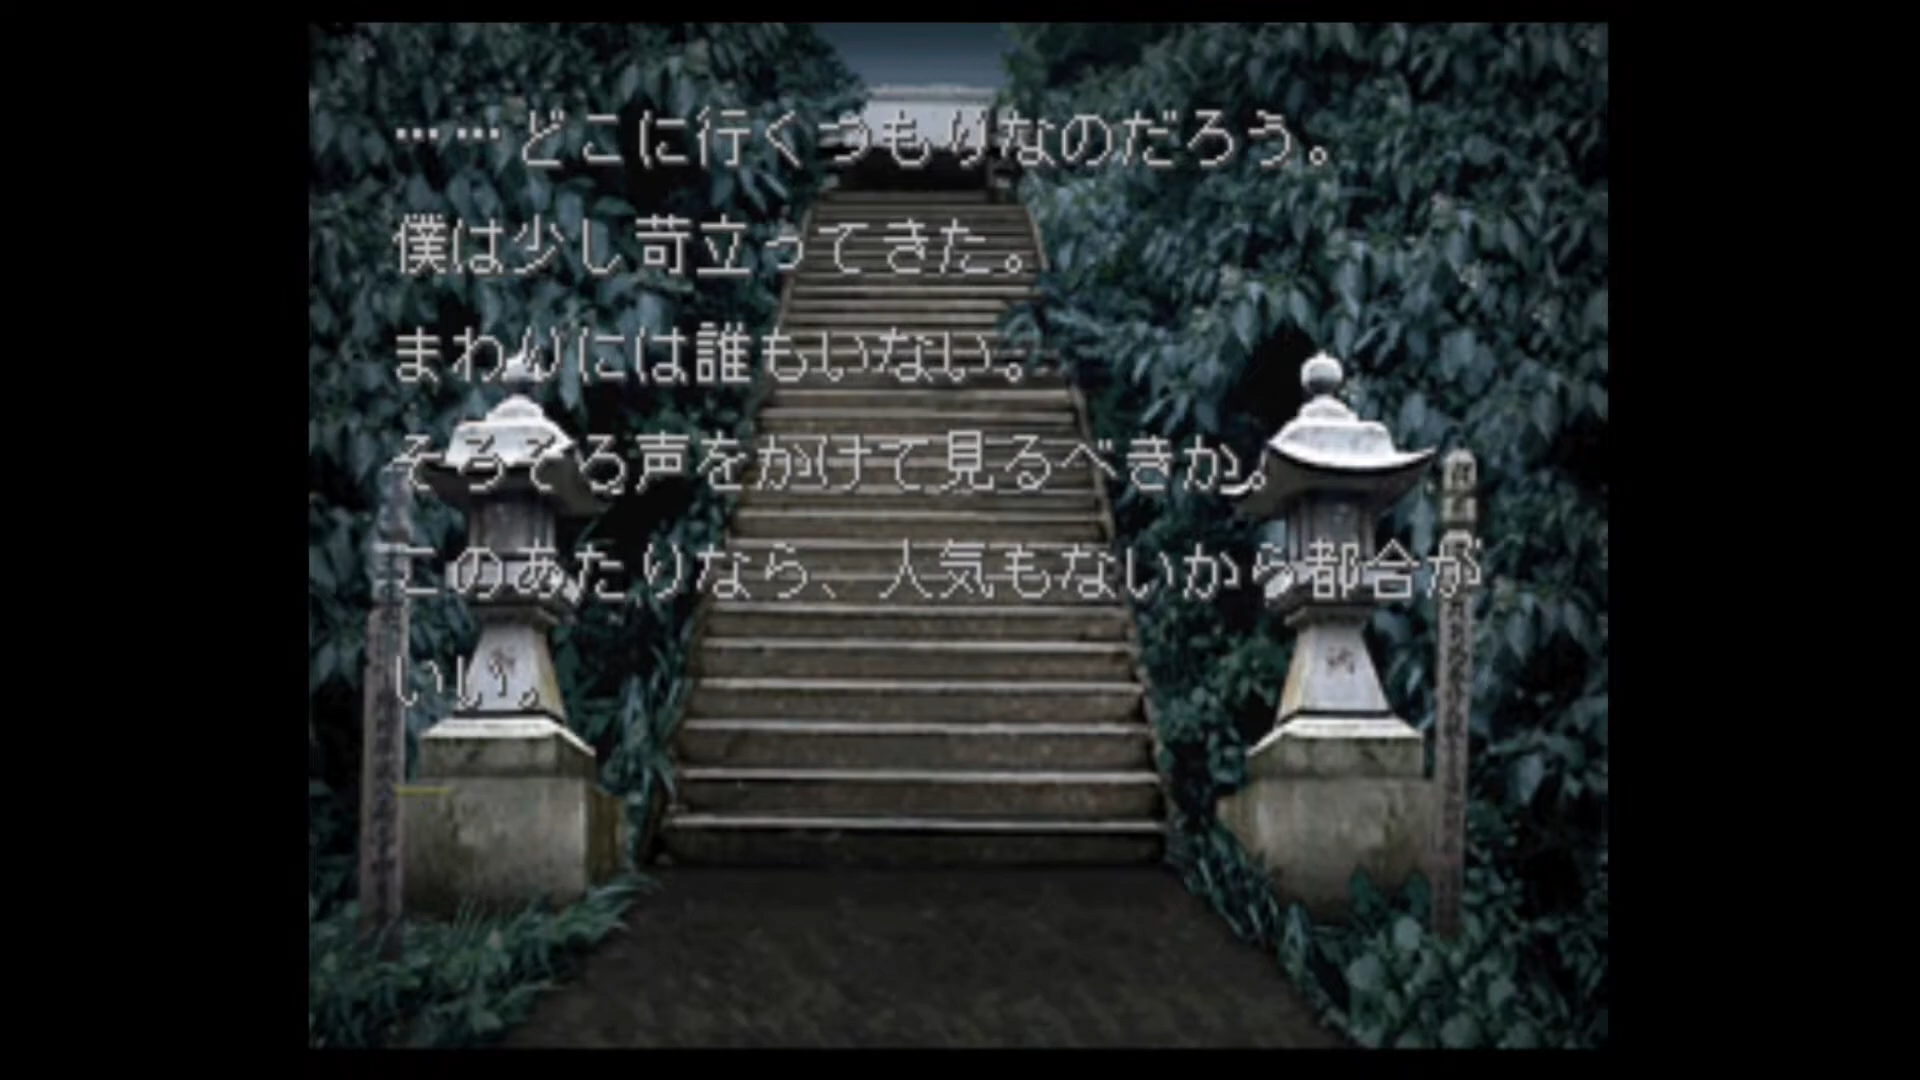 ……どこに行くつもりなのだろう。
僕は少し苛立ってきた。
まわりには誰もいない。
そろそろ声をかけて見るべきか。
このあたりなら、人気もないから都合が
いい。